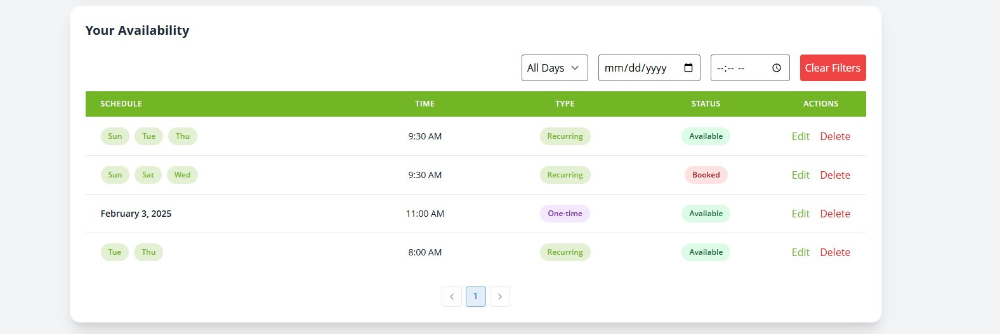 Your Availability
All Days mm/dd/yyyy --:-- -- Clear Filters
SCHEDULE TIME TYPE STATUS ACTIONS
Sun Tue Thu 9:30 AM Recurring Available Edit Delete
Sun Sat Wed 9:30 AM Recurring Booked Edit Delete
February 3, 2025 11:00 AM One-time Available Edit Delete
Tue Thu 8:00 AM Recurring Available Edit Delete
1